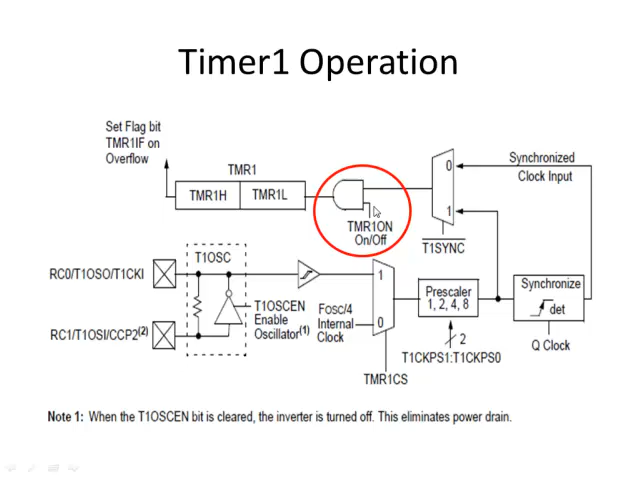 Timer1 Operation
Set Flag bit
TMR1IF on
Overflow
TMR1
TMR1H
TMR1L
TMR1ON
On/Off
0
1
T1SYNC
Synchronized
Clock Input
RC0/T1OSO/T1CKI
T1OSC
RC1/T1OSI/CCP2(2)
T1OSCEN
Enable
Oscillator(1)
FOSC/4
Internal
Clock
1
0
TMR1CS
Prescaler
1, 2, 4, 8
2
T1CKPS1:T1CKPS0
Synchronize
det
Q Clock
Note 1: When the T1OSCEN bit is cleared, the inverter is turned off. This eliminates power drain.